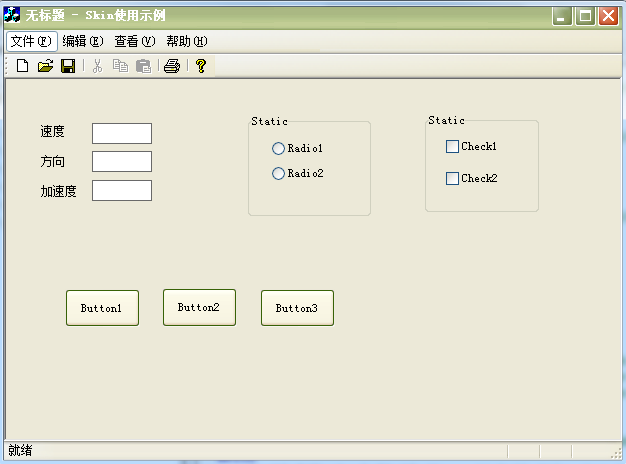 无标题 - Skin使用示例
文件(F) 编辑(E) 查看(V) 帮助(H)
速度
方向
加速度
Static
Radio1
Radio2
Static
Check1
Check2
Button1 Button2 Button3
就绪